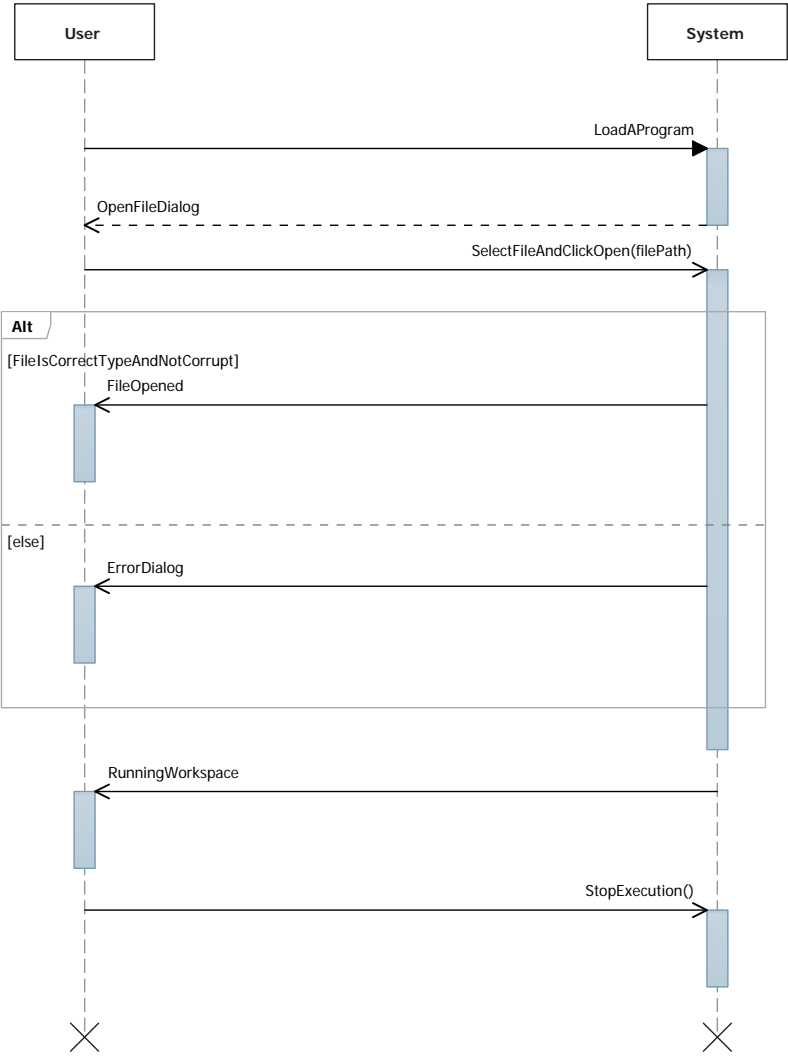 User
System
LoadAProgram
OpenFileDialog
SelectFileAndClickOpen(filePath)
Alt
[FileIsCorrectTypeAndNotCorrupt]
FileOpened
[else]
ErrorDialog
RunningWorkspace
StopExecution()